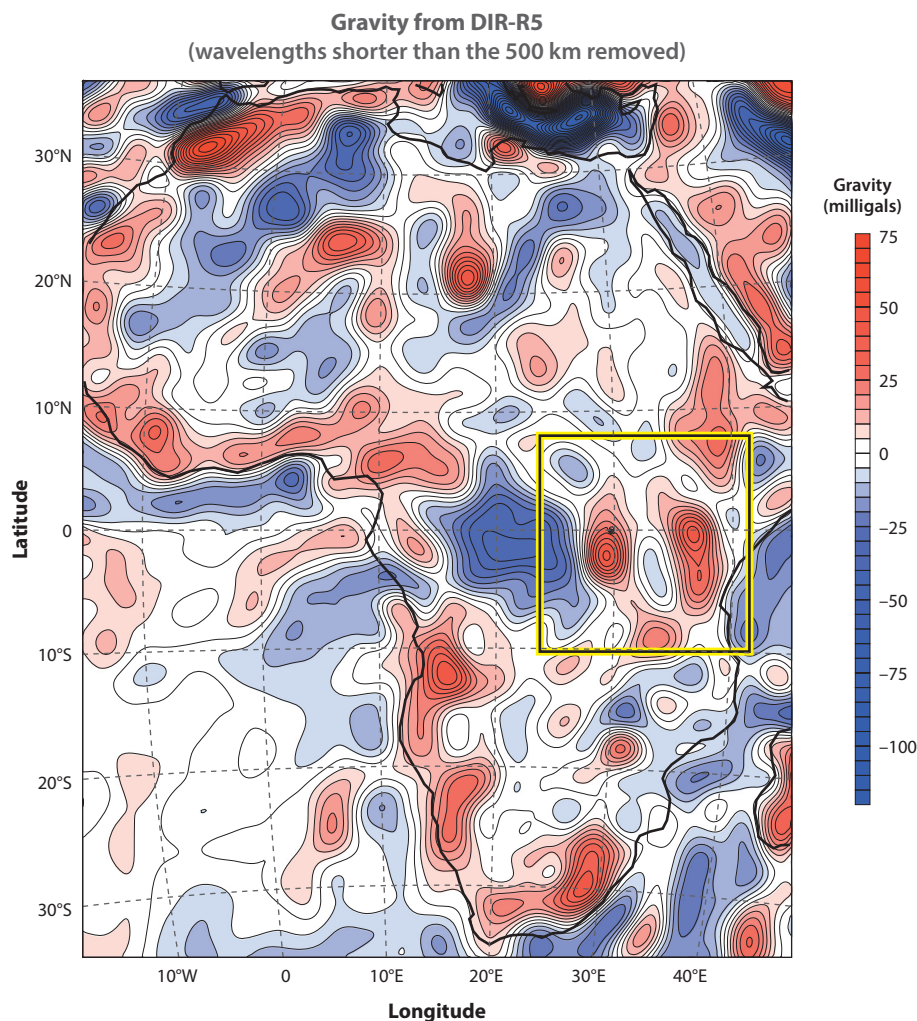 Gravity from DIR-R5
(wavelengths shorter than the 500 km removed)
30°N
20°N
10°N
0
10°S
20°S
30°S
Latitude
10°W
0
10°E
20°E
30°E
40°E
Longitude
Gravity
(milligals)
75
50
25
0
−25
−50
−75
−100